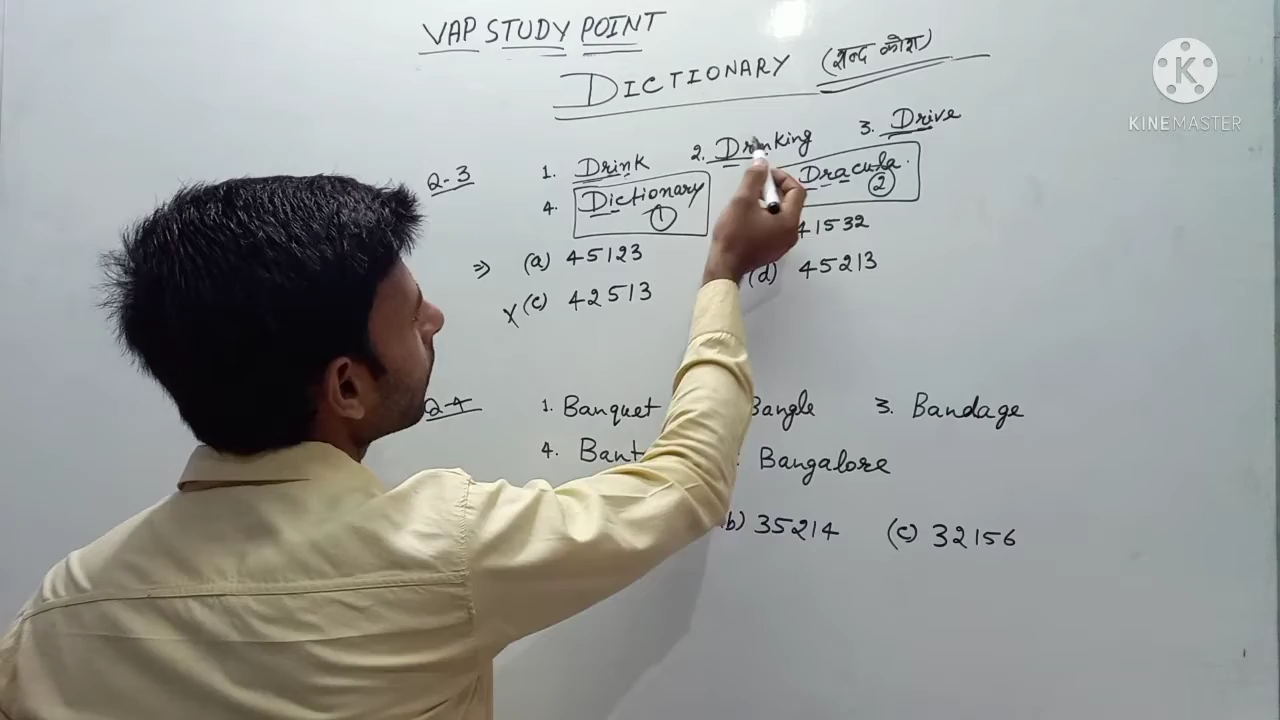 VAP STUDY POINT
DICTIONARY (शब्द कोश)
KINEMASTER
Q-3 1. Drink 2. Drinking 3. Drive
4. Dictionary ① Dracula. ②
⇒ (a) 45123 41532
X (c) 42513 (d) 45213
Q-4 1. Banquet Bangle 3. Bandage
4. Bant Bangalore
b) 35214 (c) 32156